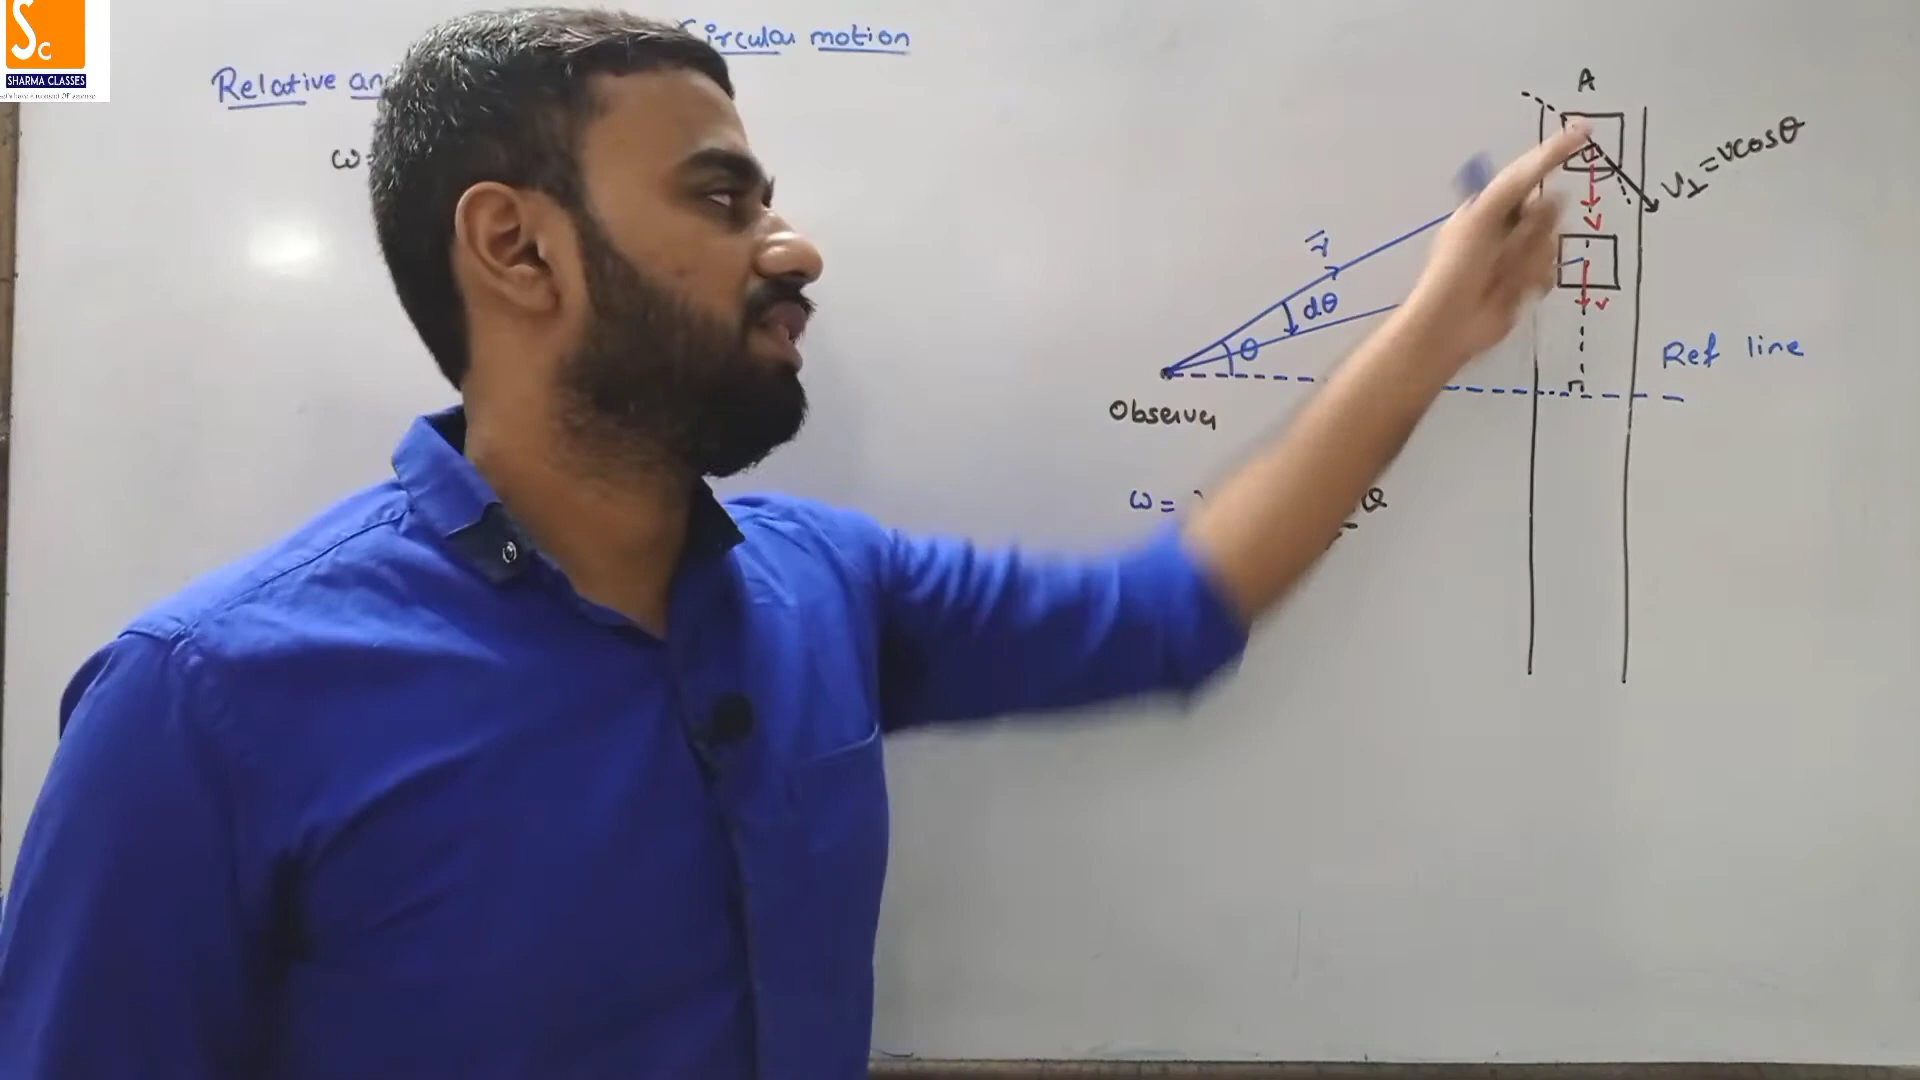 Sc
SHARMA CLASSES
Circular motion
Relative an
ω=
A
V⊥ = vcosθ
r̄
v
dθ
v
θ
Ref line
Observer
ω =